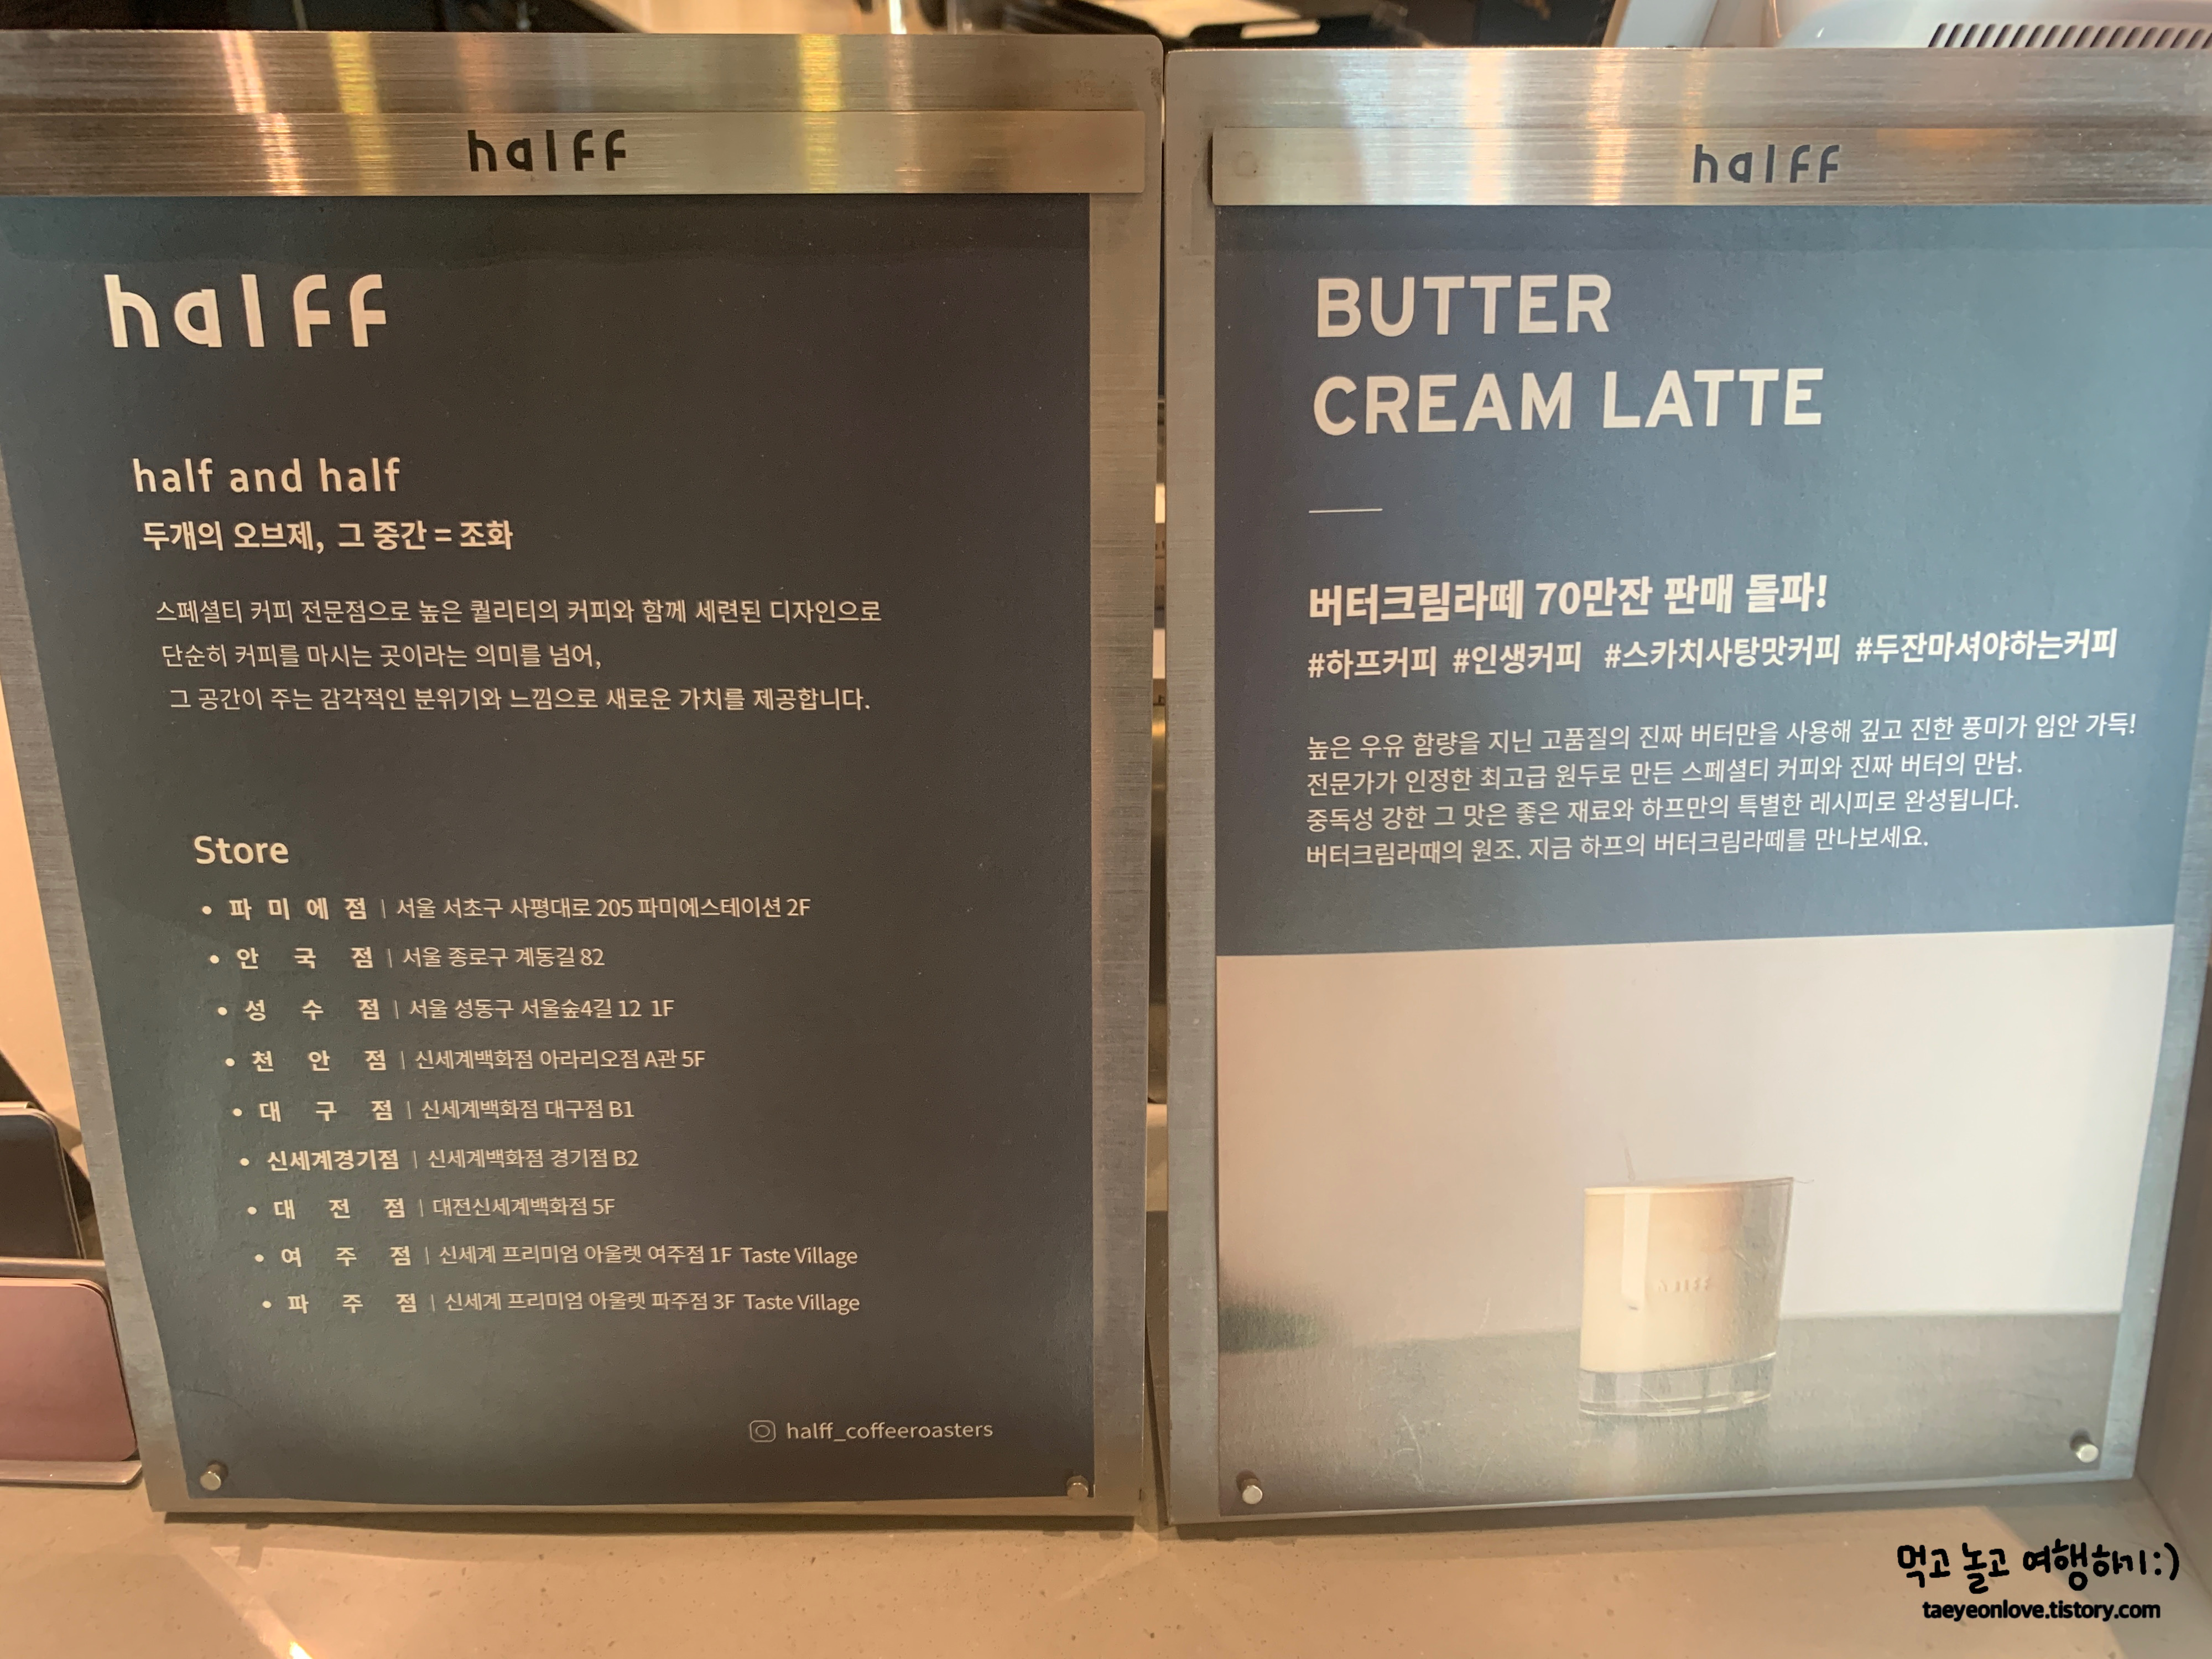 halff
halff
half and half
두개의 오브제, 그 중간 = 조화
스페셜티 커피 전문점으로 높은 퀄리티의 커피와 함께 세련된 디자인으로
단순히 커피를 마시는 곳이라는 의미를 넘어,
그 공간이 주는 감각적인 분위기와 느낌으로 새로운 가치를 제공합니다.
Store
• 파 미 에 점 | 서울 서초구 사평대로 205 파미에스테이션 2F
• 안 국 점 | 서울 종로구 계동길 82
• 성 수 점 | 서울 성동구 서울숲4길 12 1F
• 천 안 점 | 신세계백화점 아라리오점 A관 5F
• 대 구 점 | 신세계백화점 대구점 B1
• 신세계경기점 | 신세계백화점 경기점 B2
• 대 전 점 | 대전신세계백화점 5F
• 여 주 점 | 신세계 프리미엄 아울렛 여주점 1F Taste Village
• 파 주 점 | 신세계 프리미엄 아울렛 파주점 3F Taste Village
halff_coffeeroasters
halff
BUTTER
CREAM LATTE
버터크림라떼 70만잔 판매 돌파!
#하프커피 #인생커피 #스카치사탕맛커피 #두잔마셔야하는커피
높은 우유 함량을 지닌 고품질의 진짜 버터만을 사용해 깊고 진한 풍미가 입안 가득!
전문가가 인정한 최고급 원두로 만든 스페셜티 커피와 진짜 버터의 만남.
중독성 강한 그 맛은 좋은 재료와 하프만의 특별한 레시피로 완성됩니다.
버터크림라때의 원조. 지금 하프의 버터크림라떼를 만나보세요.
halff
먹고 놀고 여행하기:)
taeyeonlove.tistory.com